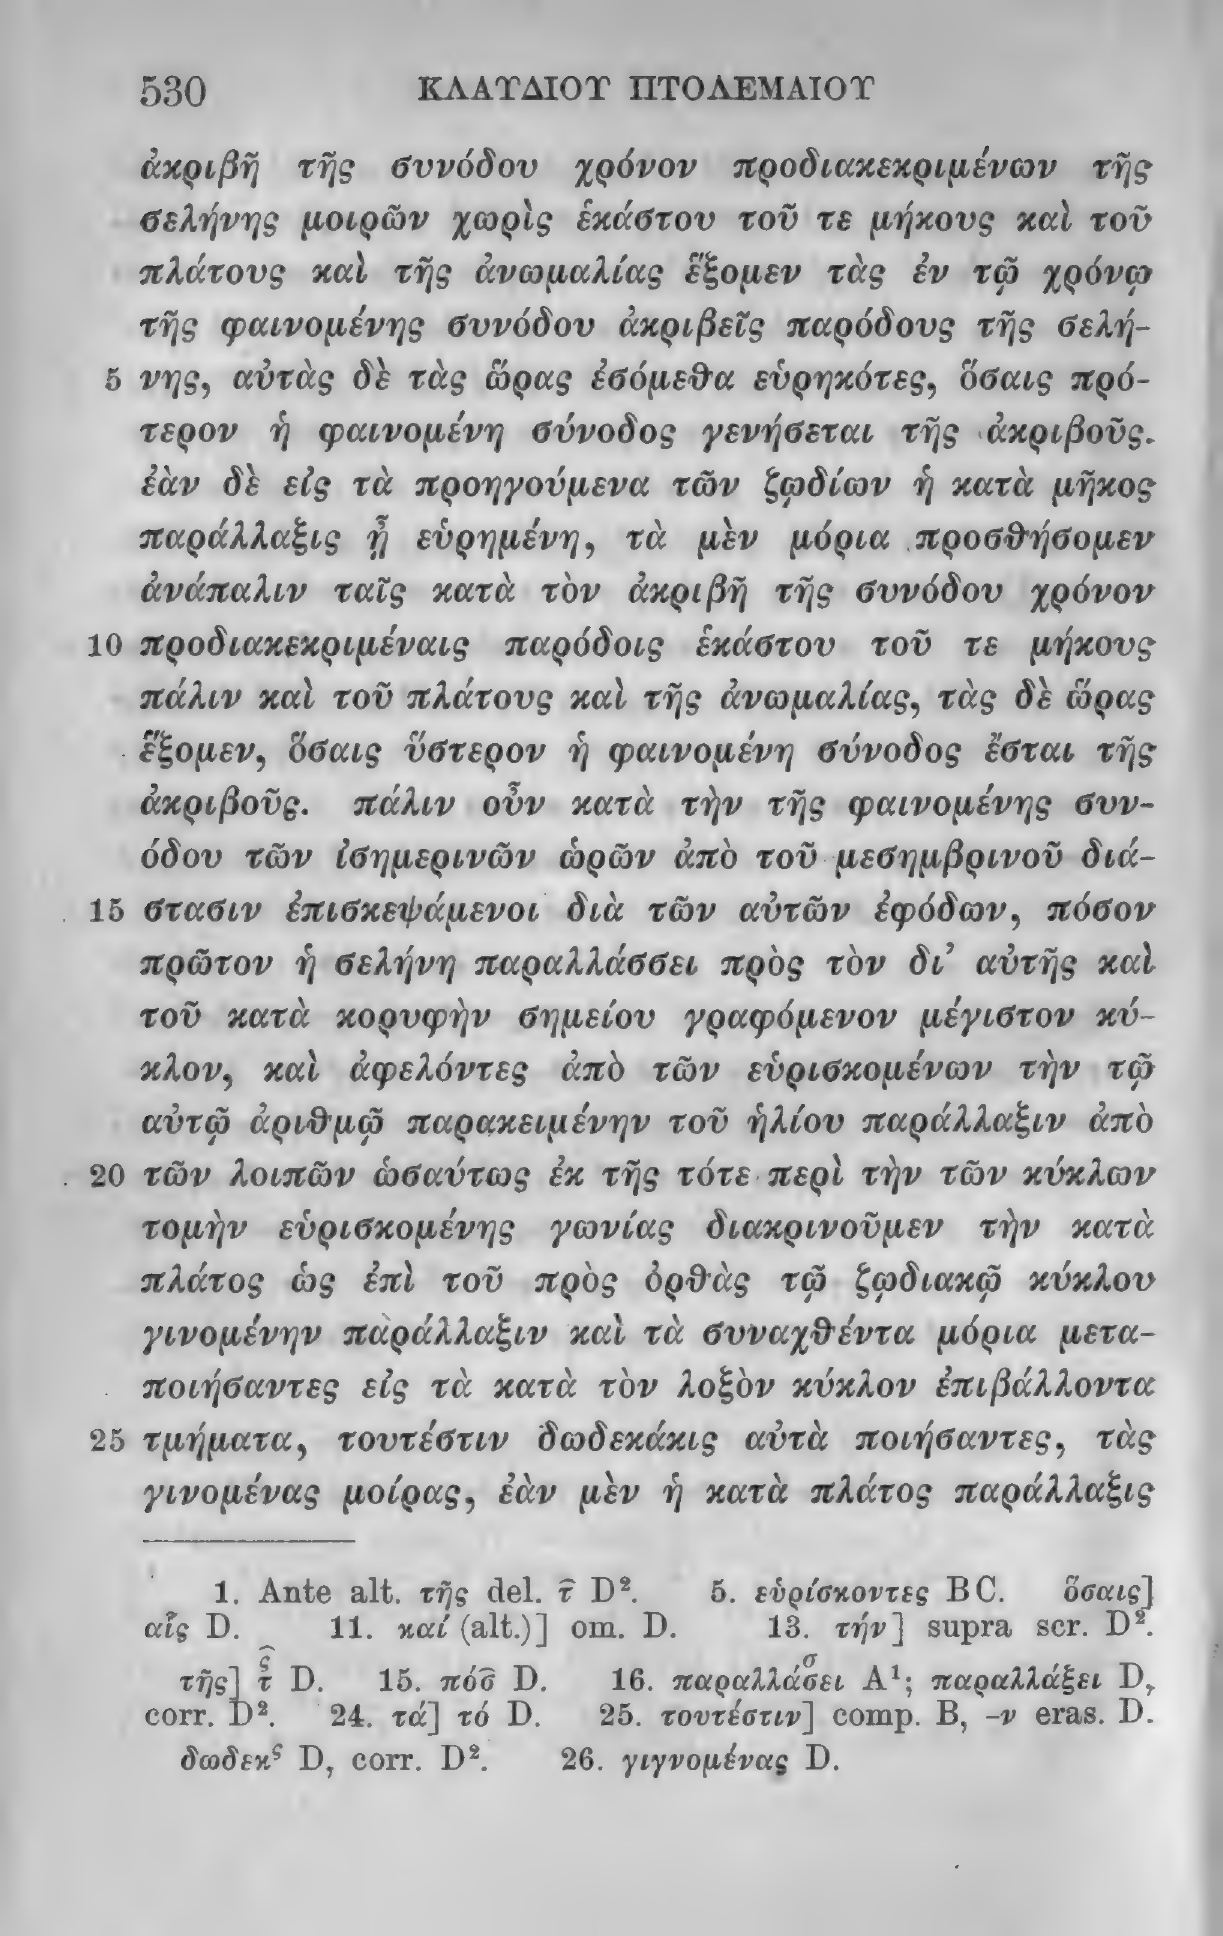 530 ΚΛΑΥΔΙΟΥ ΠΤΟΛΕΜΑΙΟΥ
ἀκριβῆ τῆς συνόδου χρόνον προδιακεκριμένων τῆς
σελήνης μοιρῶν χωρὶς ἑκάστου τοῦ τε μήκους καὶ τοῦ
πλάτους καὶ τῆς ἀνωμαλίας ἕξομεν τὰς ἐν τῷ χρόνῳ
τῆς φαινομένης συνόδου ἀκριβεῖς παρόδους τῆς σελή-
5 νης, αὐτὰς δὲ τὰς ὥρας ἐσόμεθα εὑρηκότες, ὅσαις πρό-
τερον ἡ φαινομένη σύνοδος γενήσεται τῆς ἀκριβοῦς.
ἐὰν δὲ εἰς τὰ προηγούμενα τῶν ζῳδίων ἡ κατὰ μῆκος
παράλλαξις ᾖ εὑρημένη, τὰ μὲν μόρια προσθήσομεν
ἀνάπαλιν ταῖς κατὰ τὸν ἀκριβῆ τῆς συνόδου χρόνον
10 προδιακεκριμέναις παρόδοις ἑκάστου τοῦ τε μήκους
πάλιν καὶ τοῦ πλάτους καὶ τῆς ἀνωμαλίας, τὰς δὲ ὥρας
ἕξομεν, ὅσαις ὕστερον ἡ φαινομένη σύνοδος ἔσται τῆς
ἀκριβοῦς. πάλιν οὖν κατὰ τὴν τῆς φαινομένης συν-
όδου τῶν ἰσημερινῶν ὡρῶν ἀπὸ τοῦ μεσημβρινοῦ διά-
15 στασιν ἐπισκεψάμενοι διὰ τῶν αὐτῶν ἐφόδων, πόσον
πρῶτον ἡ σελήνη παραλλάσσει πρὸς τὸν δι’ αὐτῆς καὶ
τοῦ κατὰ κορυφὴν σημείου γραφόμενον μέγιστον κύ-
κλον, καὶ ἀφελόντες ἀπὸ τῶν εὑρισκομένων τὴν τῷ
αὐτῷ ἀριθμῷ παρακειμένην τοῦ ἡλίου παράλλαξιν ἀπὸ
20 τῶν λοιπῶν ὡσαύτως ἐκ τῆς τότε περὶ τὴν τῶν κύκλων
τομὴν εὑρισκομένης γωνίας διακρινοῦμεν τὴν κατὰ
πλάτος ὡς ἐπὶ τοῦ πρὸς ὀρθὰς τῷ ζῳδιακῷ κύκλου
γινομένην παράλλαξιν καὶ τὰ συναχθέντα μόρια μετα-
ποιήσαντες εἰς τὰ κατὰ τὸν λοξὸν κύκλον ἐπιβάλλοντα
25 τμήματα, τουτέστιν δωδεκάκις αὐτὰ ποιήσαντες, τὰς
γινομένας μοίρας, ἐὰν μὲν ἡ κατὰ πλάτος παράλλαξις
1. Ante alt. τῆς del. τ̄ D². 5. εὑρίσκοντες BC. ὅσαις]
αἷς D. 11. καί (alt.)] om. D. 13. τήν] supra scr. D².
τῆς] τ̑ς D. 15. πόσ̄ D. 16. παραλλάσσει A¹; παραλλάξει D,
corr. D². 24. τά] τό D. 25. τουτέστιν] comp. B, -ν eras. D.
δωδεκς D, corr. D². 26. γιγνομένας D.